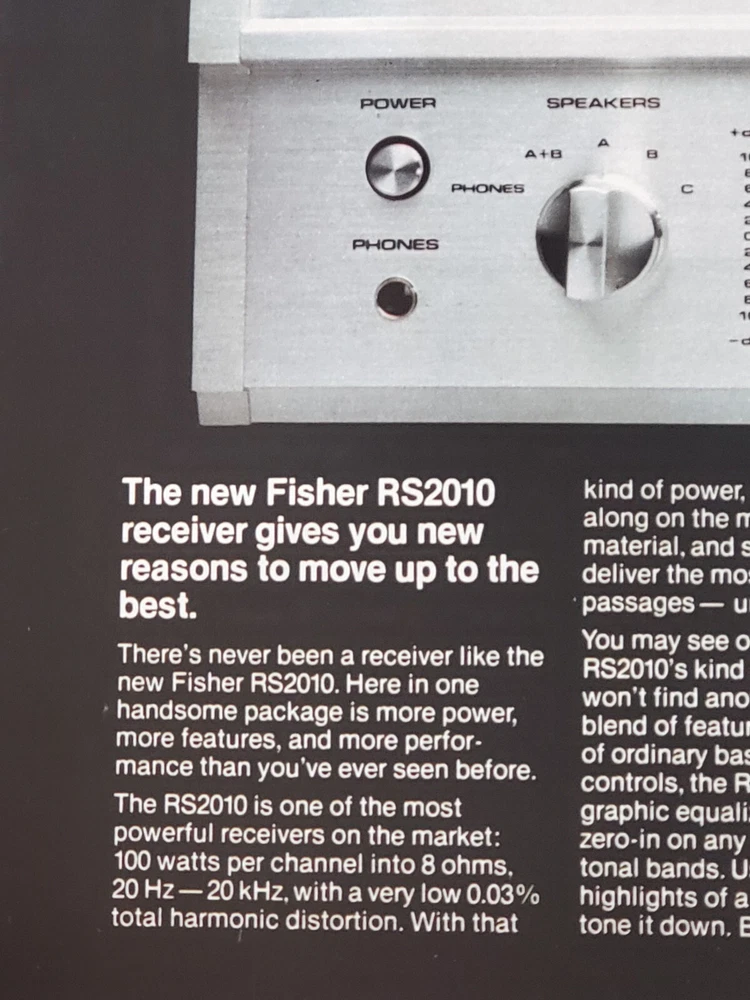 POWER
SPEAKERS
A+B
A
B
PHONES
C
PHONES
The new Fisher RS2010
receiver gives you new
reasons to move up to the
best.
There's never been a receiver like the
new Fisher RS2010. Here in one
handsome package is more power,
more features, and more perfor-
mance than you've ever seen before.
The RS2010 is one of the most
powerful receivers on the market:
100 watts per channel into 8 ohms,
20 Hz—20 kHz, with a very low 0.03%
total harmonic distortion. With that
kind of power,
along on the
material, and
deliver the
passages—
You may see
RS2010's kind
won't find
blend of
of ordinary
controls, the
graphic
zero-in on any
tonal bands.
highlights of a
tone it down.